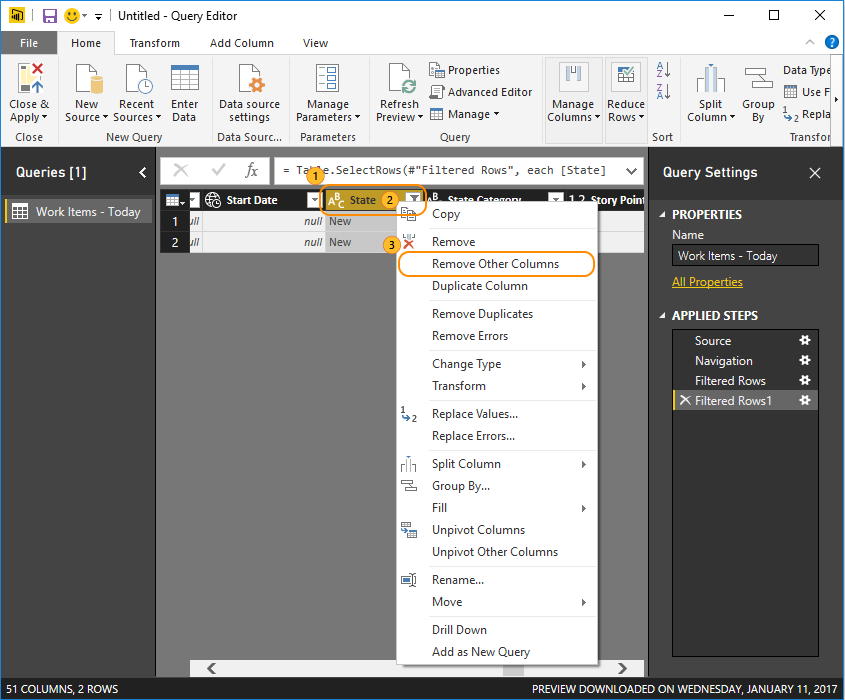 Untitled - Query Editor
File Home Transform Add Column View
Close & Apply
New Source
Recent Sources
Enter Data
Data source settings
Manage Parameters
Refresh Preview
Properties
Advanced Editor
Manage
Manage Columns
Reduce Rows
Split Column
Group By
Data Type
Use F
Repla
Close New Query Data Sourc... Parameters Query Sort Transfor
Queries [1]
Work Items - Today
fx = Table.SelectRows(#"Filtered Rows", each [State]
1
Start Date ABC State 2 State Category 1.2 Story Point
1 ull null New
2 ull null New
Copy
3 Remove
Remove Other Columns
Duplicate Column
Remove Duplicates
Remove Errors
Change Type
Transform
Replace Values...
Replace Errors...
Split Column
Group By...
Fill
Unpivot Columns
Unpivot Other Columns
Rename...
Move
Drill Down
Add as New Query
Query Settings
PROPERTIES
Name
Work Items - Today
All Properties
APPLIED STEPS
Source
Navigation
Filtered Rows
Filtered Rows1
51 COLUMNS, 2 ROWS
PREVIEW DOWNLOADED ON WEDNESDAY, JANUARY 11, 2017